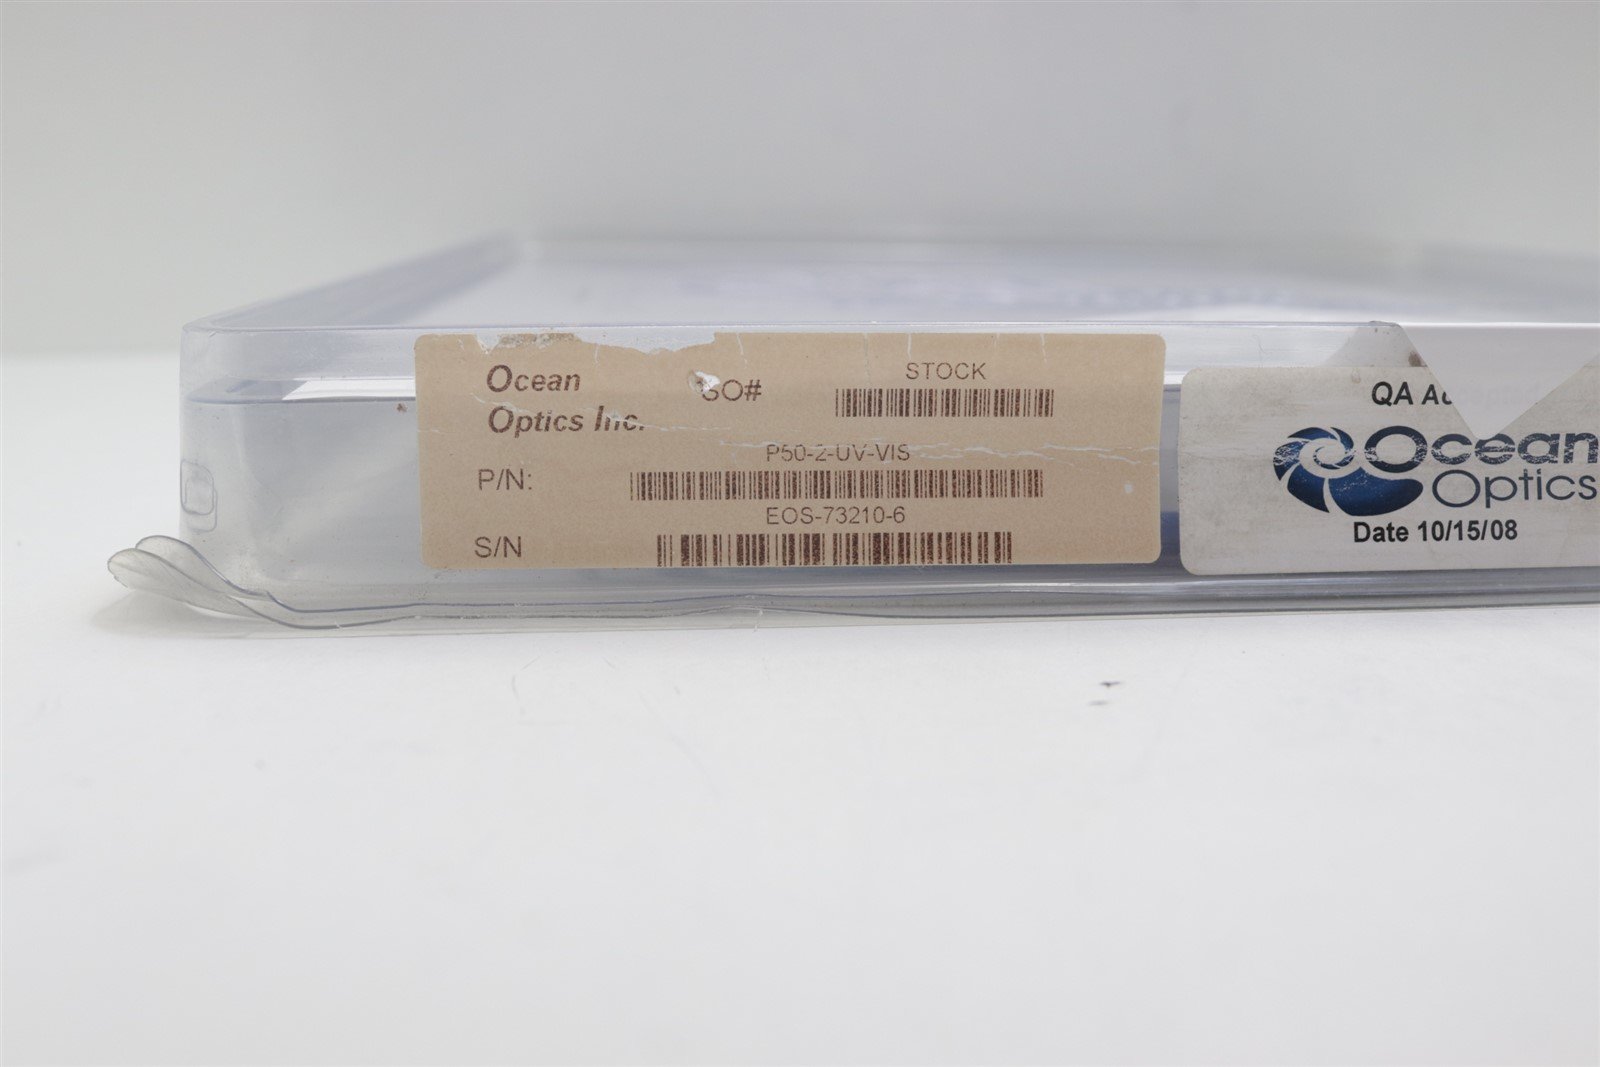 Ocean
Optics Inc.
SO#
STOCK
P50-2-UV-VIS
P/N:
EOS-73210-6
S/N
QA
Ocean
Optics
Date 10/15/08